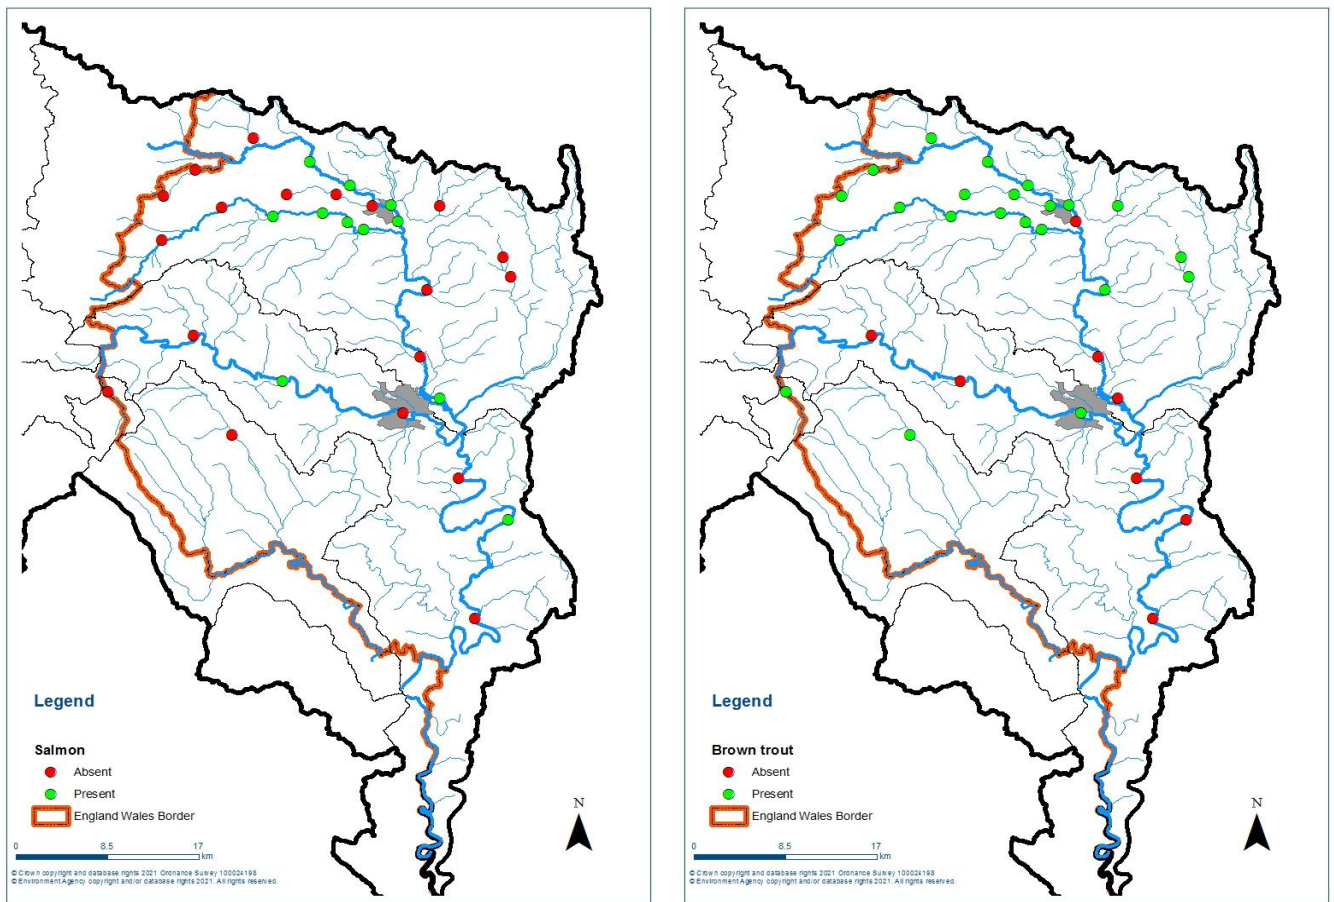 Legend
Salmon
Absent
Present
England Wales Border
N
0 8.5 17
km
© Crown copyright and database rights 2021 Ordnance Survey 100024198
© Environment Agency copyright and/or database rights 2021. All rights reserved.
Legend
Brown trout
Absent
Present
England Wales Border
N
0 8.5 17
km
© Crown copyright and database rights 2021 Ordnance Survey 100024198
© Environment Agency copyright and/or database rights 2021. All rights reserved.